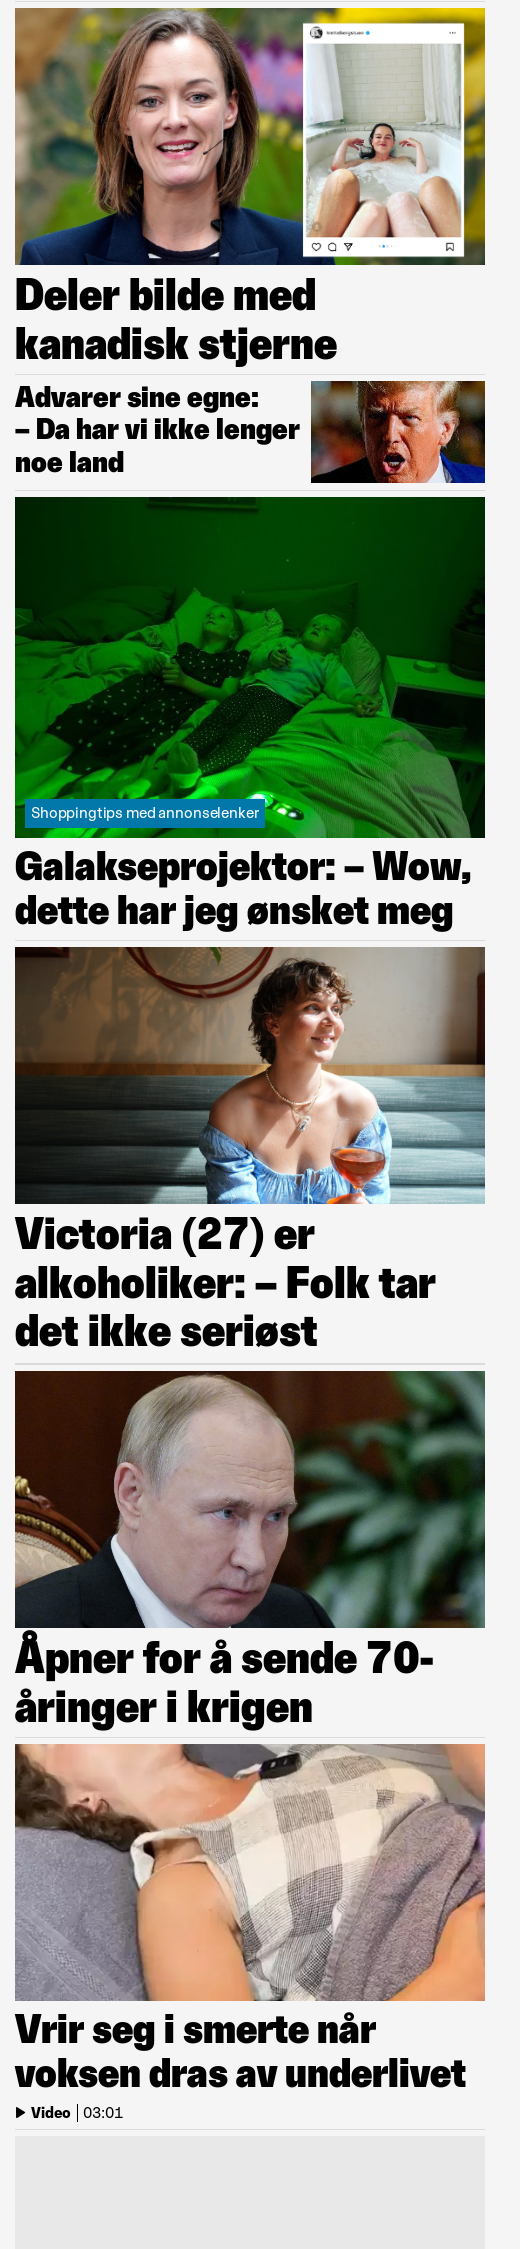 Deler bilde med
kanadisk stjerne
Advarer sine egne:
– Da har vi ikke lenger
noe land
Shoppingtips med annonselenker
Galakseprojektor: – Wow,
dette har jeg ønsket meg
Victoria (27) er
alkoholiker: – Folk tar
det ikke seriøst
Åpner for å sende 70-
åringer i krigen
Vrir seg i smerte når
voksen dras av underlivet
Video | 03:01